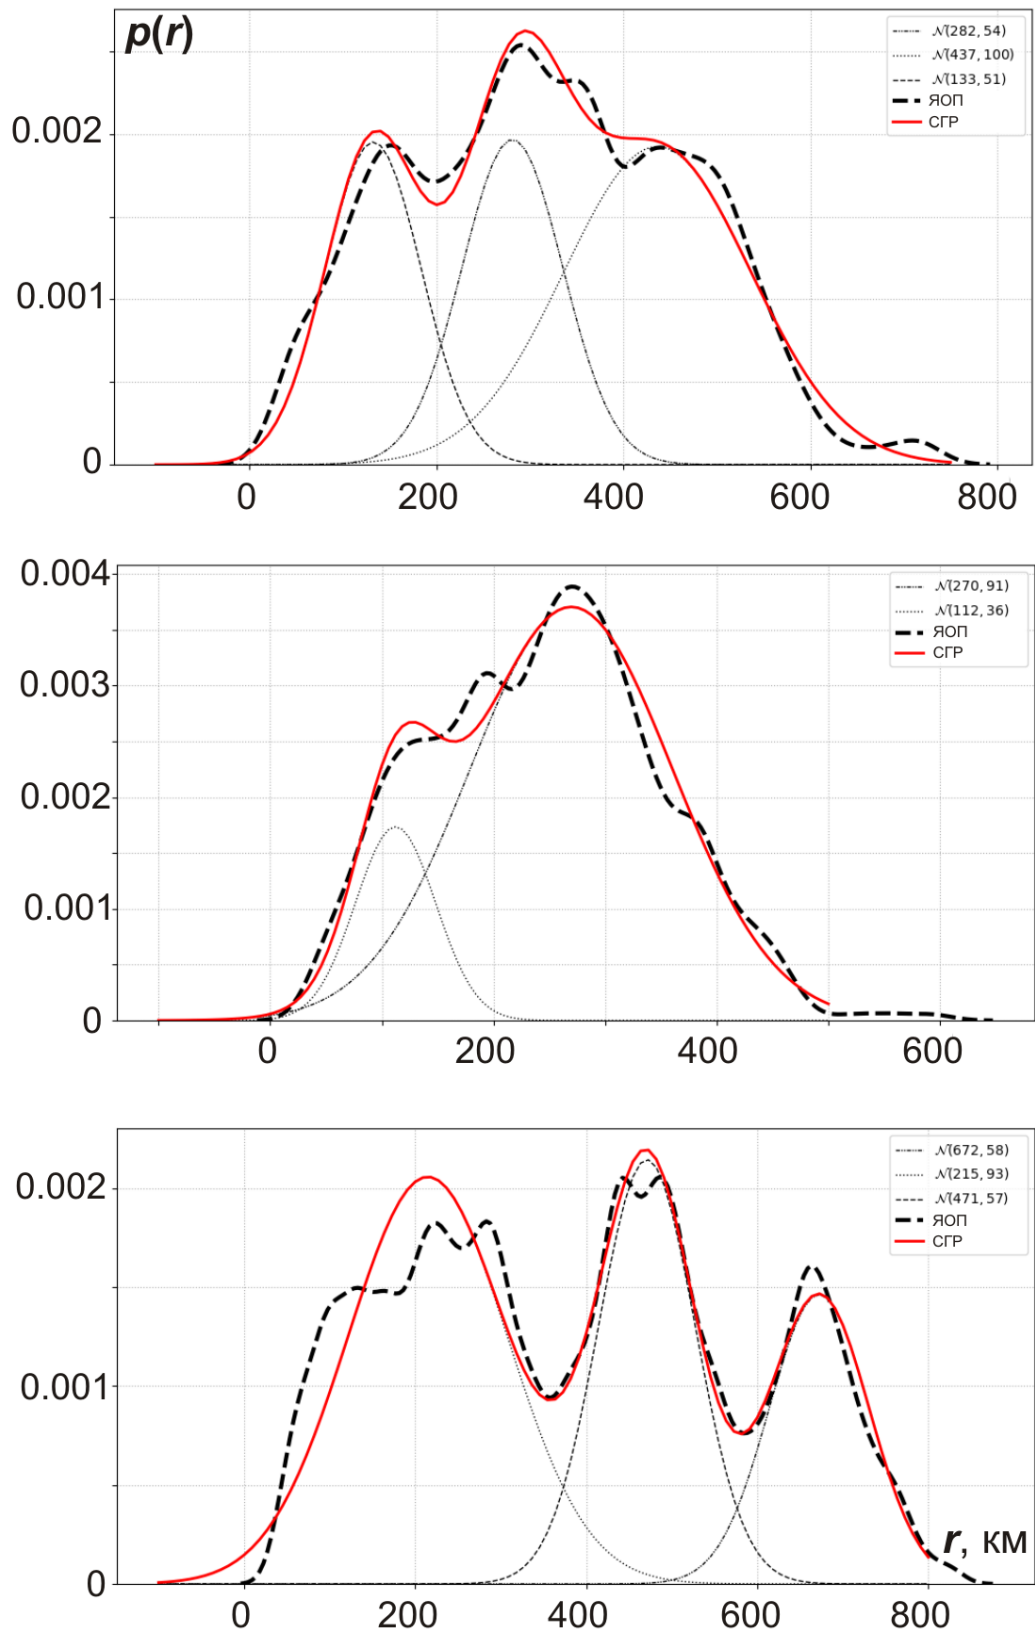 p(r)
𝒩(282, 54)
𝒩(437, 100)
𝒩(133, 51)
ЯОП
СГР
0.002
0.001
0
0 200 400 600 800
0.004
𝒩(270, 91)
𝒩(112, 36)
ЯОП
СГР
0.003
0.002
0.001
0
0 200 400 600
𝒩(672, 58)
𝒩(215, 93)
𝒩(471, 57)
ЯОП
СГР
0.002
0.001
r, км
0
0 200 400 600 800